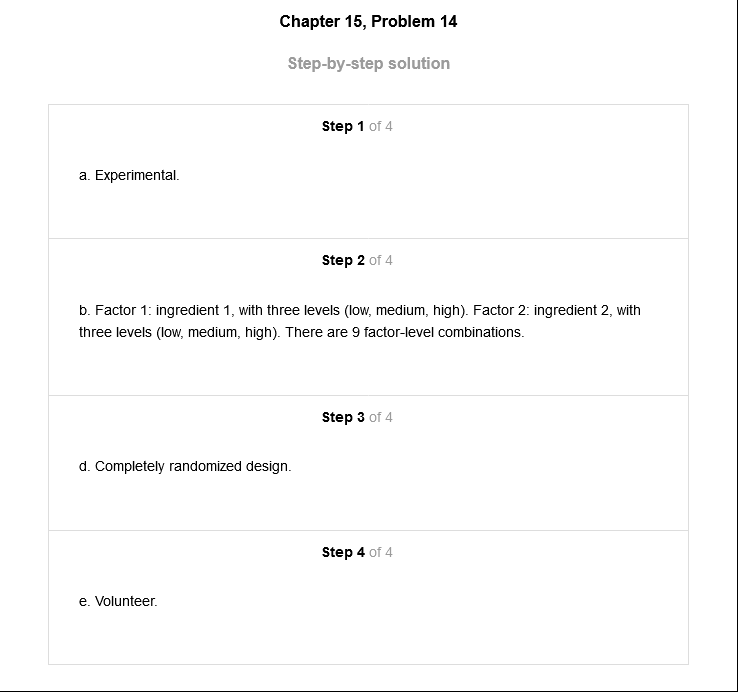 Chapter 15, Problem 14
Step-by-step solution
Step 1 of 4
a. Experimental.
Step 2 of 4
b. Factor 1: ingredient 1, with three levels (low, medium, high). Factor 2: ingredient 2, with
three levels (low, medium, high). There are 9 factor-level combinations.
Step 3 of 4
d. Completely randomized design.
Step 4 of 4
e. Volunteer.